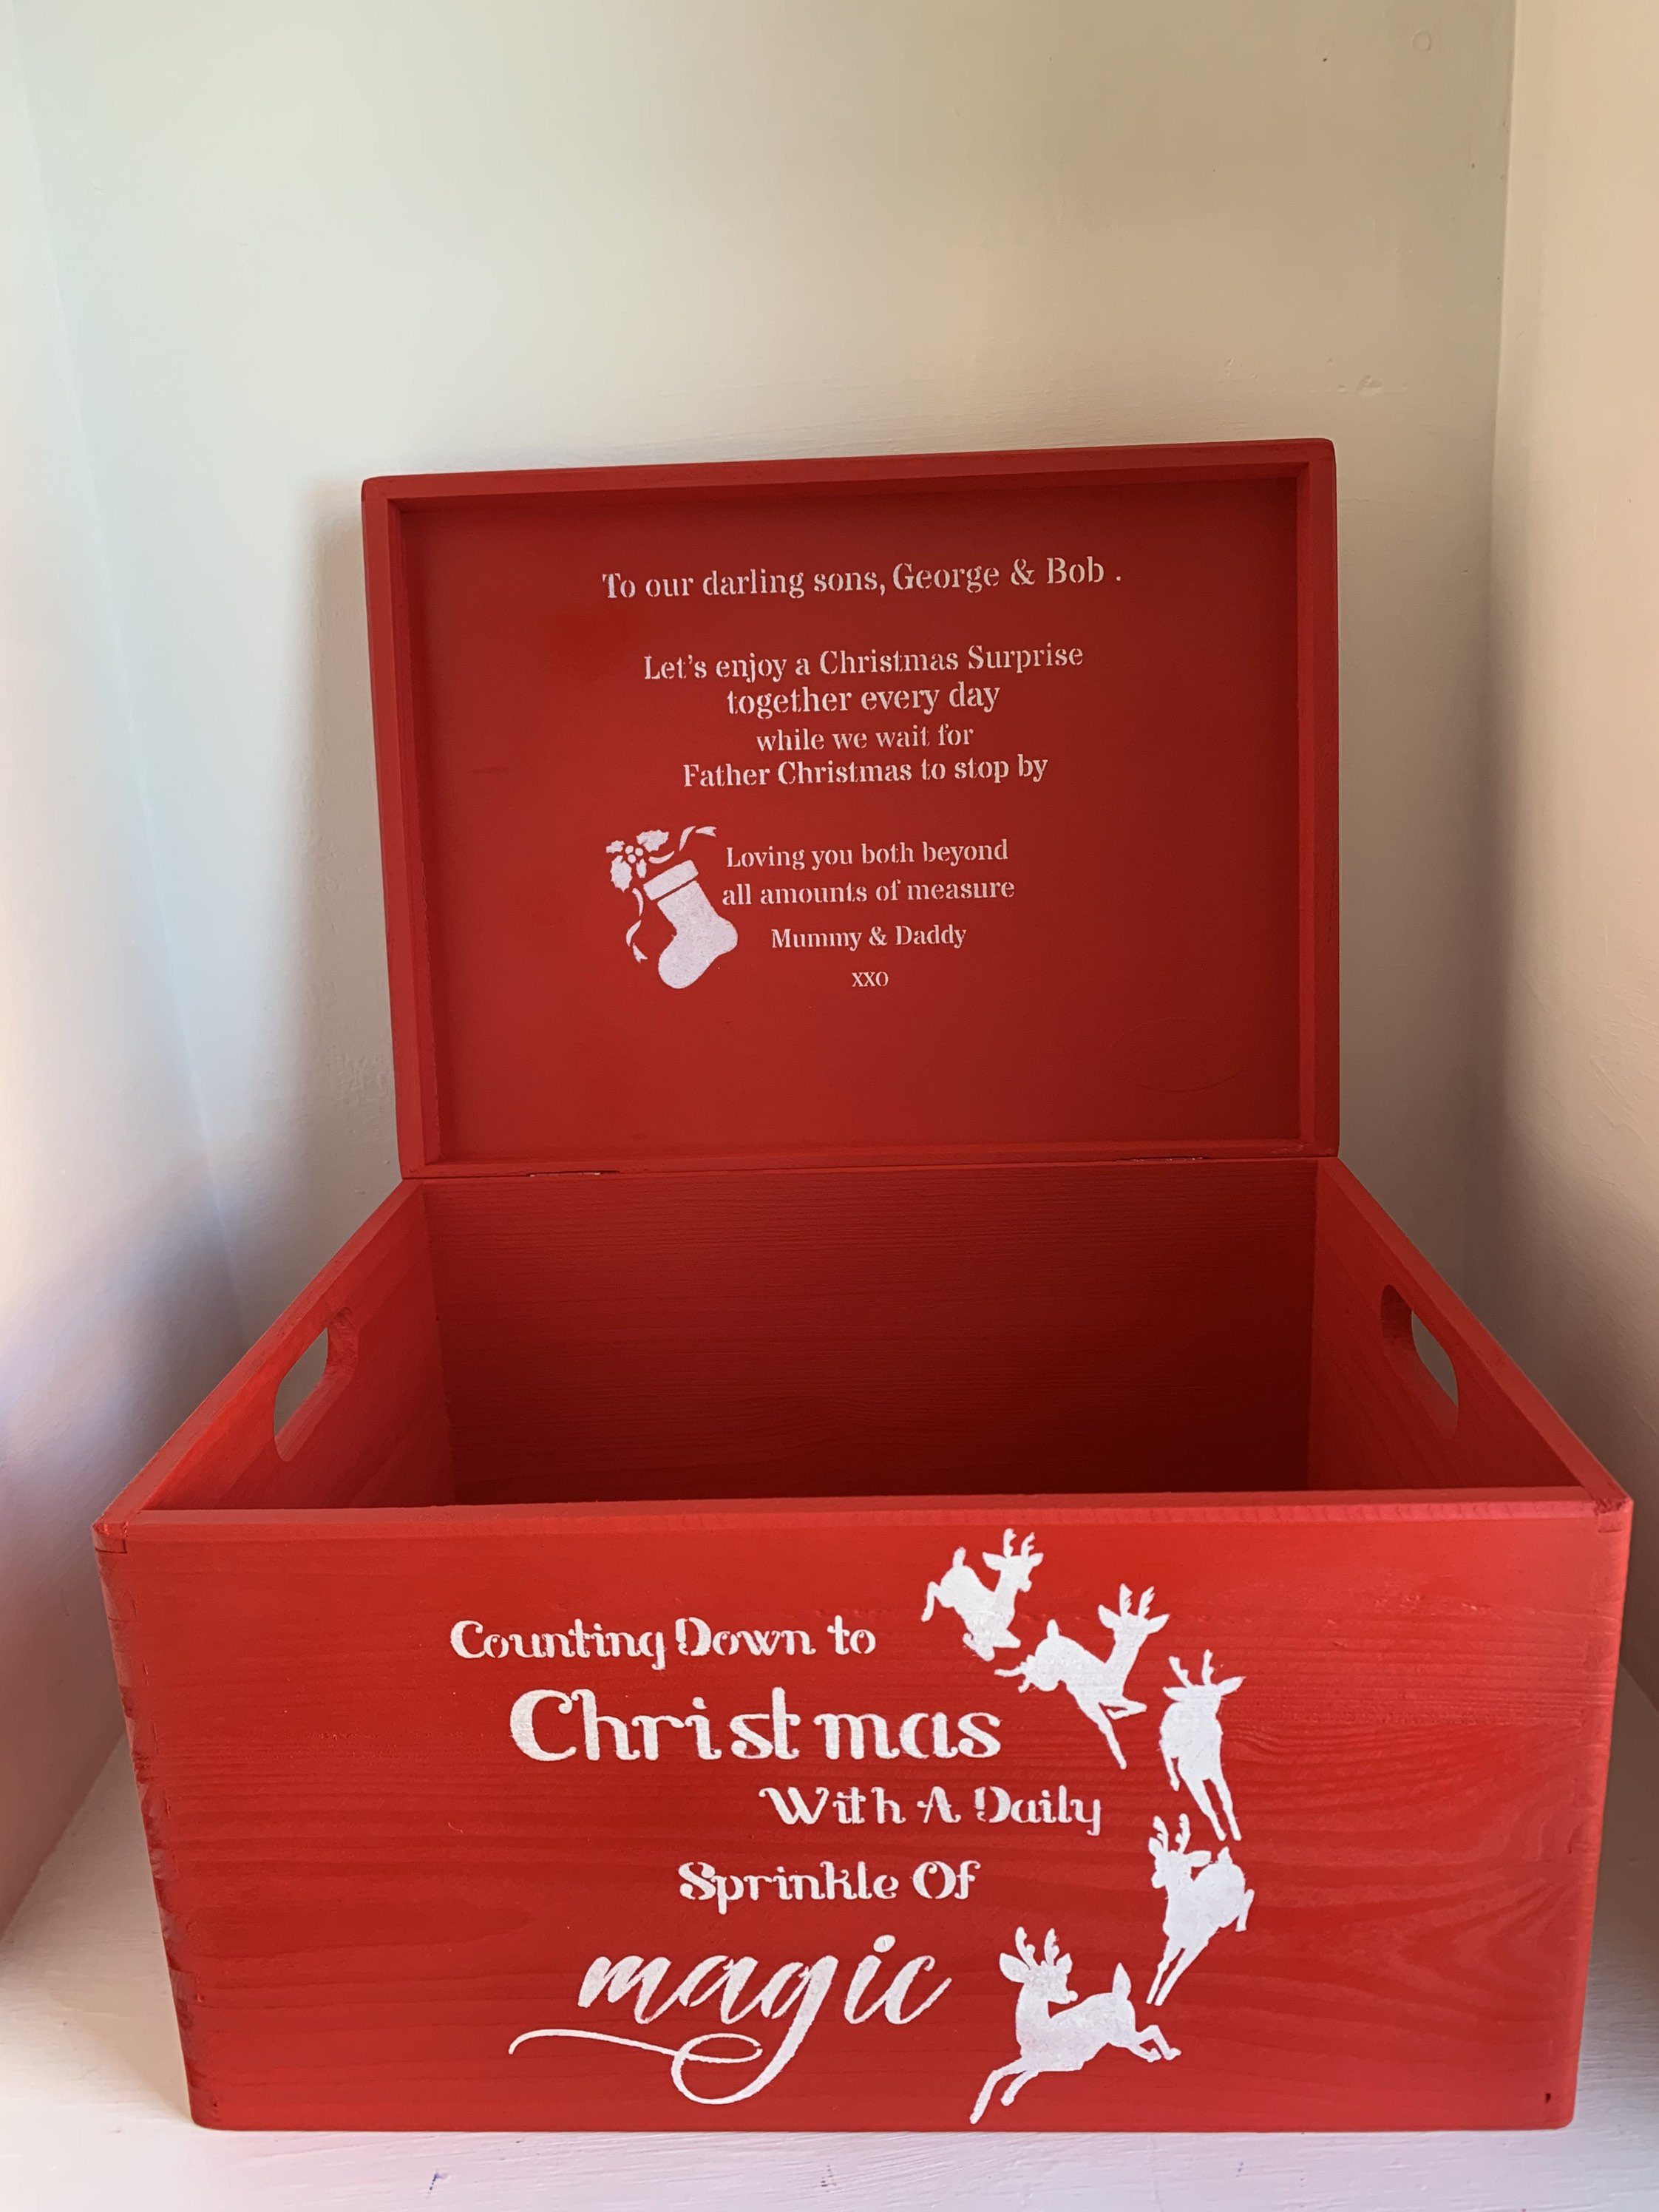 To our darling sons, George & Bob .
Let's enjoy a Christmas Surprise
together every day
while we wait for
Father Christmas to stop by
Loving you both beyond
all amounts of measure
Mummy & Daddy
xxo
Counting Down to
Christmas
With A Daily
Sprinkle Of
magic